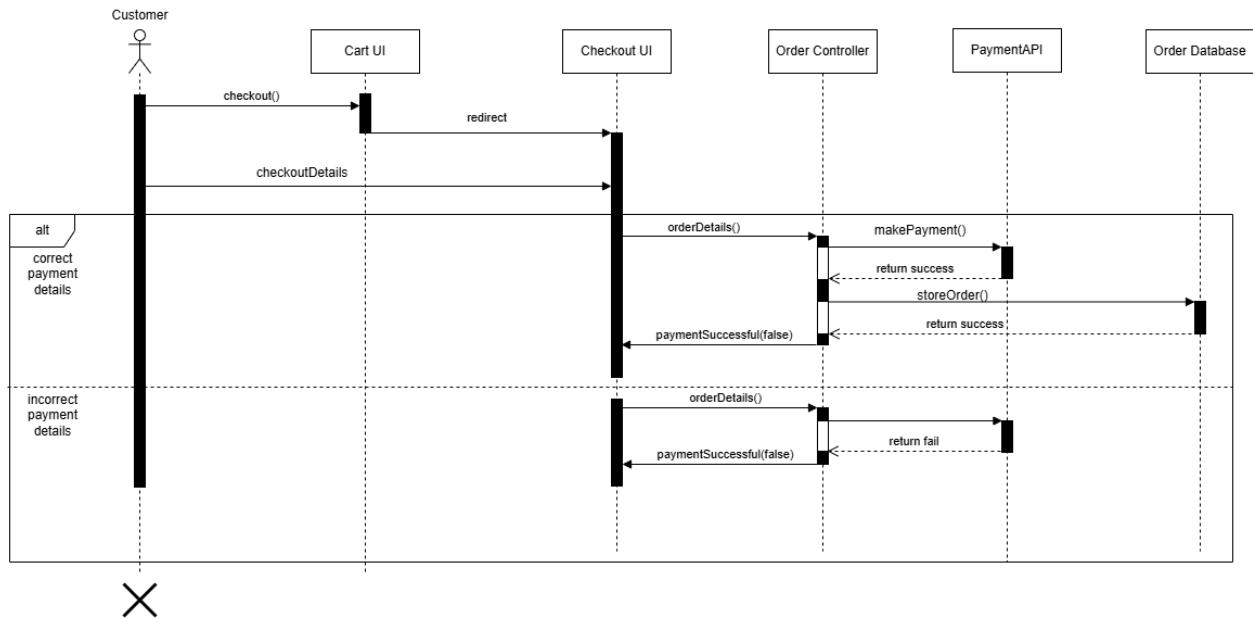 Customer
Cart UI
Checkout UI
Order Controller
PaymentAPI
Order Database
checkout()
redirect
checkoutDetails
alt
correct
payment
details
orderDetails()
makePayment()
return success
storeOrder()
return success
paymentSuccessful(false)
incorrect
payment
details
orderDetails()
return fail
paymentSuccessful(false)